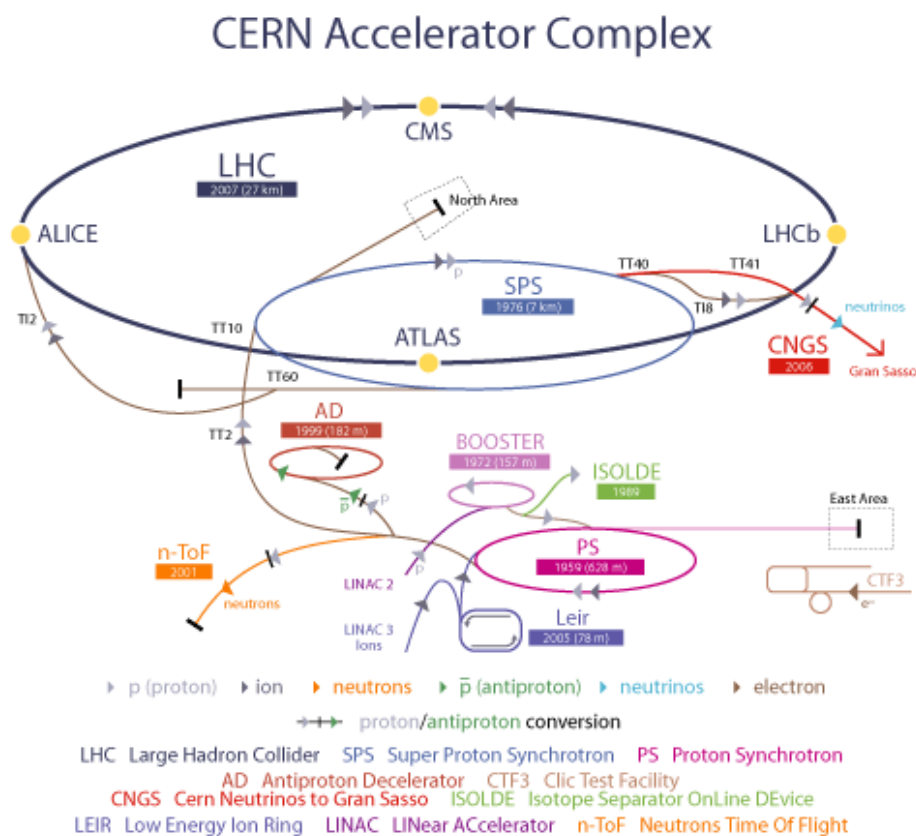 CERN Accelerator Complex
CMS
LHC
2007 (27 km)
North Area
ALICE
LHCb
TT40
TT41
SPS
1976 (7 km)
TI8
neutrinos
TI2
TT10
ATLAS
CNGS
2006
Gran Sasso
TT60
AD
1999 (182 m)
TT2
BOOSTER
1972 (157 m)
ISOLDE
1989
p
p̅
p
East Area
n-ToF
2001
PS
1959 (628 m)
LINAC 2
p
neutrons
CTF3
e⁻
LINAC 3
Ions
Leir
2005 (78 m)
p (proton) ion neutrons p̅ (antiproton) neutrinos electron
proton/antiproton conversion
LHC Large Hadron Collider SPS Super Proton Synchrotron PS Proton Synchrotron
AD Antiproton Decelerator CTF3 Clic Test Facility
CNGS Cern Neutrinos to Gran Sasso ISOLDE Isotope Separator OnLine DEvice
LEIR Low Energy Ion Ring LINAC LINear ACcelerator n-ToF Neutrons Time Of Flight